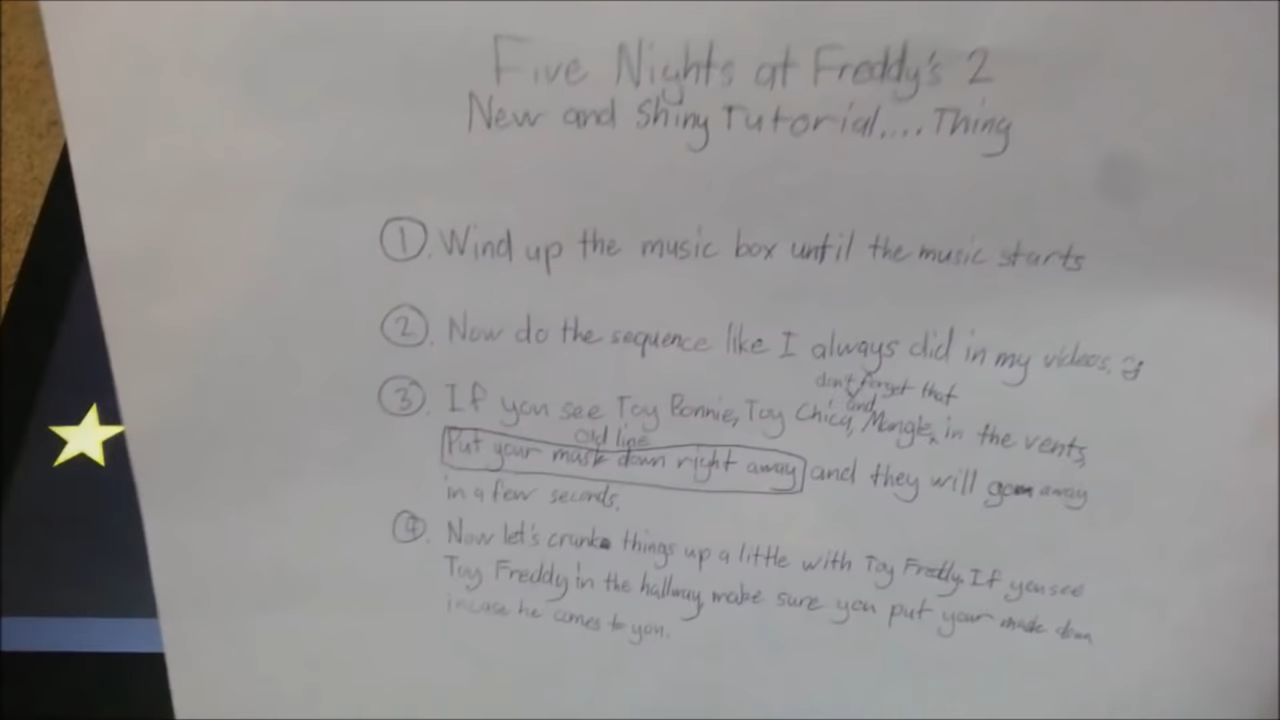 Five Nights at Freddy's 2
New and Shiny Tutorial.... Thing
1. Wind up the music box until the music starts
2. Now do the sequence like I always did in my videos.
don't forget that
3. If you see Toy Bonnie, Toy Chica, and Mangle, in the vents,
Old line
Put your mask down right away and they will go away
in a few seconds.
4. Now let's crank things up a little with Toy Freddy. If you see
Toy Freddy in the hallway, make sure you put your mask down
incase he comes to you.